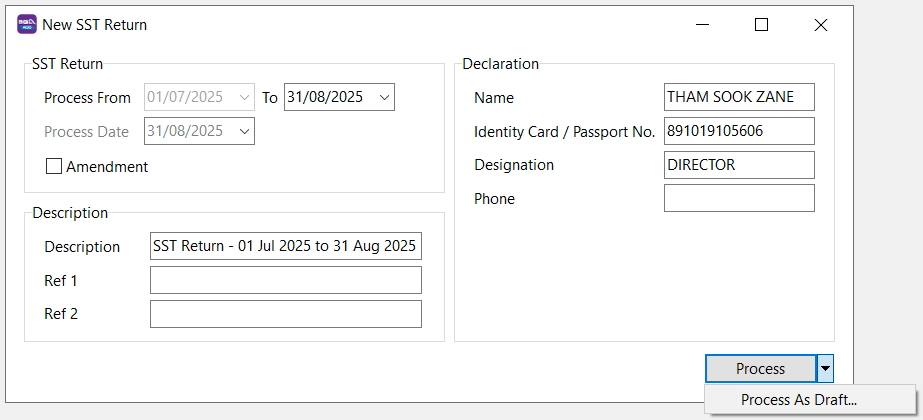 New SST Return
SST Return
Process From 01/07/2025 To 31/08/2025
Process Date 31/08/2025
Amendment
Description
Description SST Return - 01 Jul 2025 to 31 Aug 2025
Ref 1
Ref 2
Declaration
Name THAM SOOK ZANE
Identity Card / Passport No. 891019105606
Designation DIRECTOR
Phone
Process
Process As Draft...